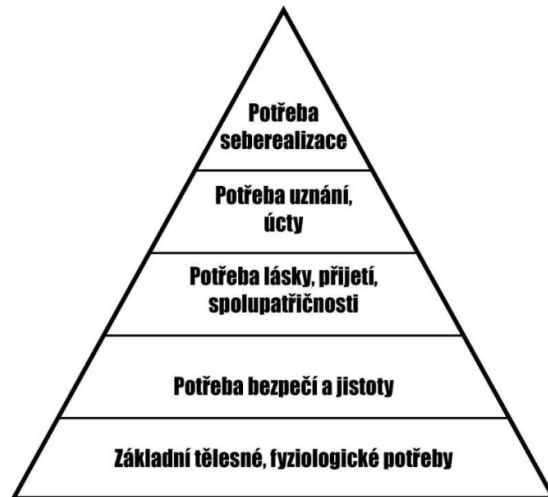 Potřeba
seberealizace
Potřeba uznání,
úcty
Potřeba lásky, přijetí,
spolupatřičnosti
Potřeba bezpečí a jistoty
Základní tělesné, fyziologické potřeby